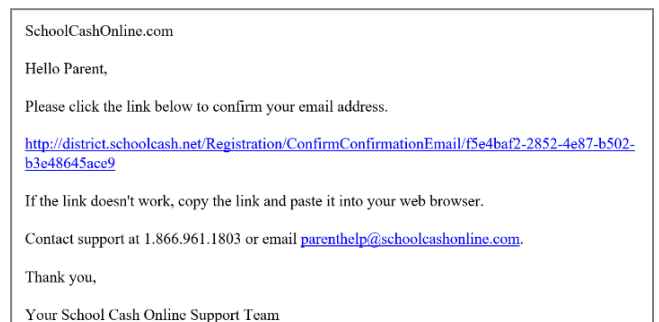 SchoolCashOnline.com
Hello Parent,
Please click the link below to confirm your email address.
http://district.schoolcash.net/Registration/ConfirmConfirmationEmail/f5e4baf2-2852-4e87-b502-
b3e48645ace9
If the link doesn't work, copy the link and paste it into your web browser.
Contact support at 1.866.961.1803 or email parenthelp@schoolcashonline.com.
Thank you,
Your School Cash Online Support Team